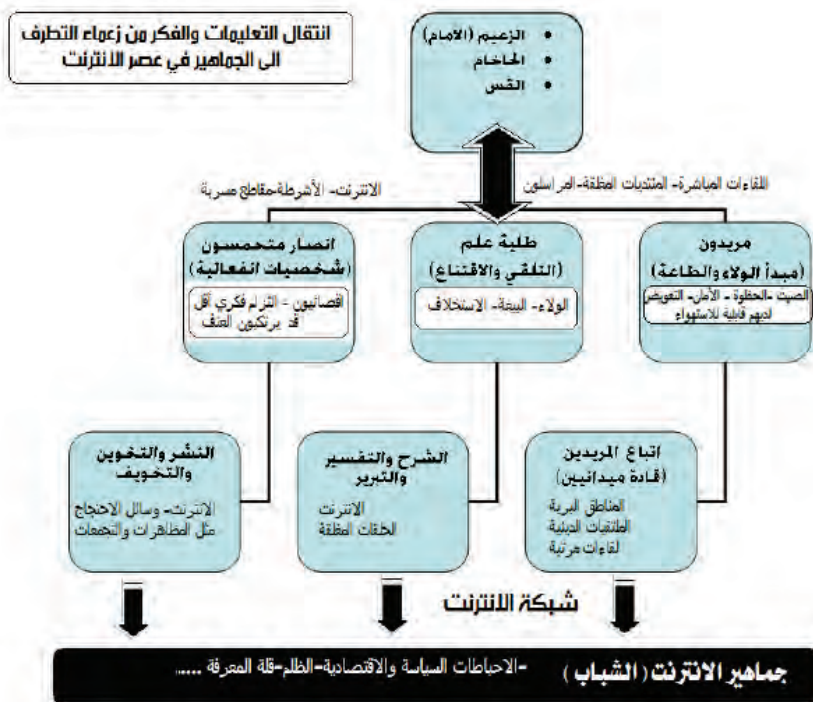 انتقال التعليمات والفكر من زعماء التطرف
الى الجماهير في عصر الانترنت
• الزعيم (الامام)
• الحاخام
• القس
اللقاءات المباشرة- المنتديات المغلقة-المراسلون
الانترنت- الأشرطة-مقاطع مسربة
مريدون
(مبدأ الولاء والطاعة)
الصيت -الحظوة -الأمان- التعويض
لديهم قابلية للاستهواء
طلبة علم
(التلقي والاقتناع)
الولاء- البيعة- الاستخلاف
انصار متحمسون
(شخصيات انفعالية)
اقصائيون - التزام فكري أقل
قد يرتكبون العنف
اتباع المريدين
(قادة ميدانيين)
المناطق البرية
الملتقيات الدينية
لقاءات مرتبة
الشرح والتفسير
والتبرير
الانترنت
الحلقات المغلقة
النشر والتخوين
والتخويف
الانترنت- وسائل الاحتجاج
مثل المظاهرات والتجمعات
شبكة الانترنت
جماهير الانترنت (الشباب) -الاحباطات السياسة والاقتصادية-الظلم-قلة المعرفة .....